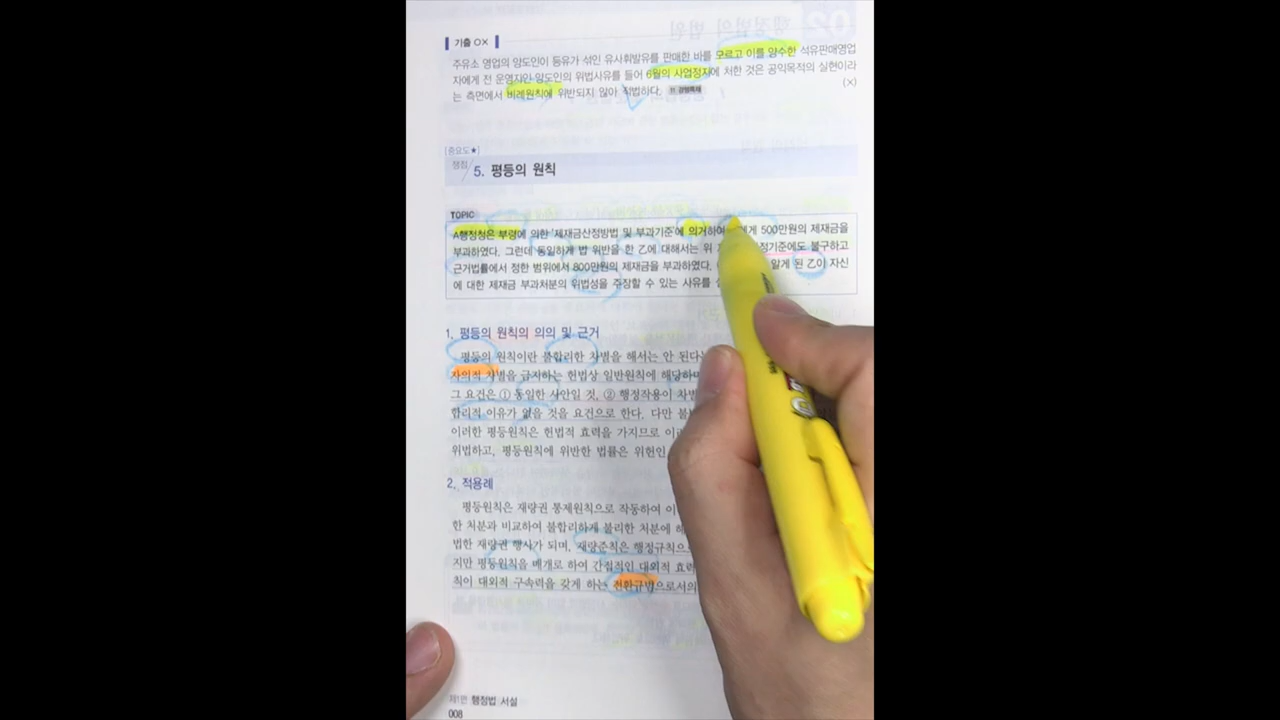 기출 OX
주유소 영업의 양도인이 등유가 섞인 유사휘발유를 판매한 바를 모르고 이를 양수한 석유판매영업
자에게 전 운영자인 양도인의 위법사유를 들어 6월의 사업정지에 처한 것은 공익목적의 실현이라
는 측면에서 비례원칙에 위반되지 않아 적법하다. (×)
[중요도★]
쟁점 5. 평등의 원칙
TOPIC
A행정청은 부령에 의한 '제재금산정방법 및 부과기준'에 의거하여 500만원의 제재금을
부과하였다. 그런데 동일하게 법 위반을 한 乙에 대해서는 위 불구하고
근거법률에서 정한 범위에서 800만원의 제재금을 부과하였다. 알게 된 乙이 자신
에 대한 제재금 부과처분의 위법성을 주장할 수 있는 사유를
1. 평등의 원칙의 의의 및 근거
평등의 원칙이란 불합리한 차별을 해서는 안
자의적 차별을 금지하는 헌법상 일반원칙에
그 요건은 ① 동일한 사안일 것, ② 행정작용이
합리적 이유가 없을 것을 요건으로 한다. 다만
이러한 평등원칙은 헌법적 효력을 가지므로
위법하고, 평등원칙에 위반한 법률은 위헌인
2. 적용례
평등원칙은 재량권 통제원칙으로 작동하여
한 처분과 비교하여 불합리하게 불리한 처분에
법한 재량권 행사가 되며, 재량준칙은
지만 평등원칙을 매개로 하여 간접적인 대외적
칙이 대외적 구속력을 갖게 하는 전환규범으로서의
제1편 행정법 서설
008